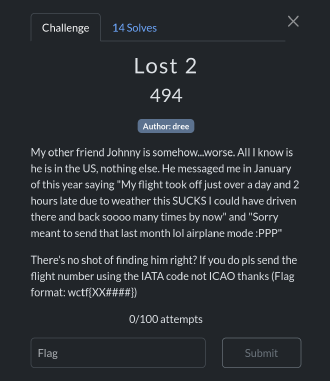 Challenge
14 Solves
×
Lost 2
494
Author: dree
My other friend Johnny is somehow...worse. All I know is
he is in the US, nothing else. He messaged me in January
of this year saying "My flight took off just over a day and 2
hours late due to weather this SUCKS I could have driven
there and back soooo many times by now" and "Sorry
meant to send that last month lol airplane mode :PPP"
There's no shot of finding him right? If you do pls send the
flight number using the IATA code not ICAO thanks (Flag
format: wctf{XX####})
0/100 attempts
Flag
Submit